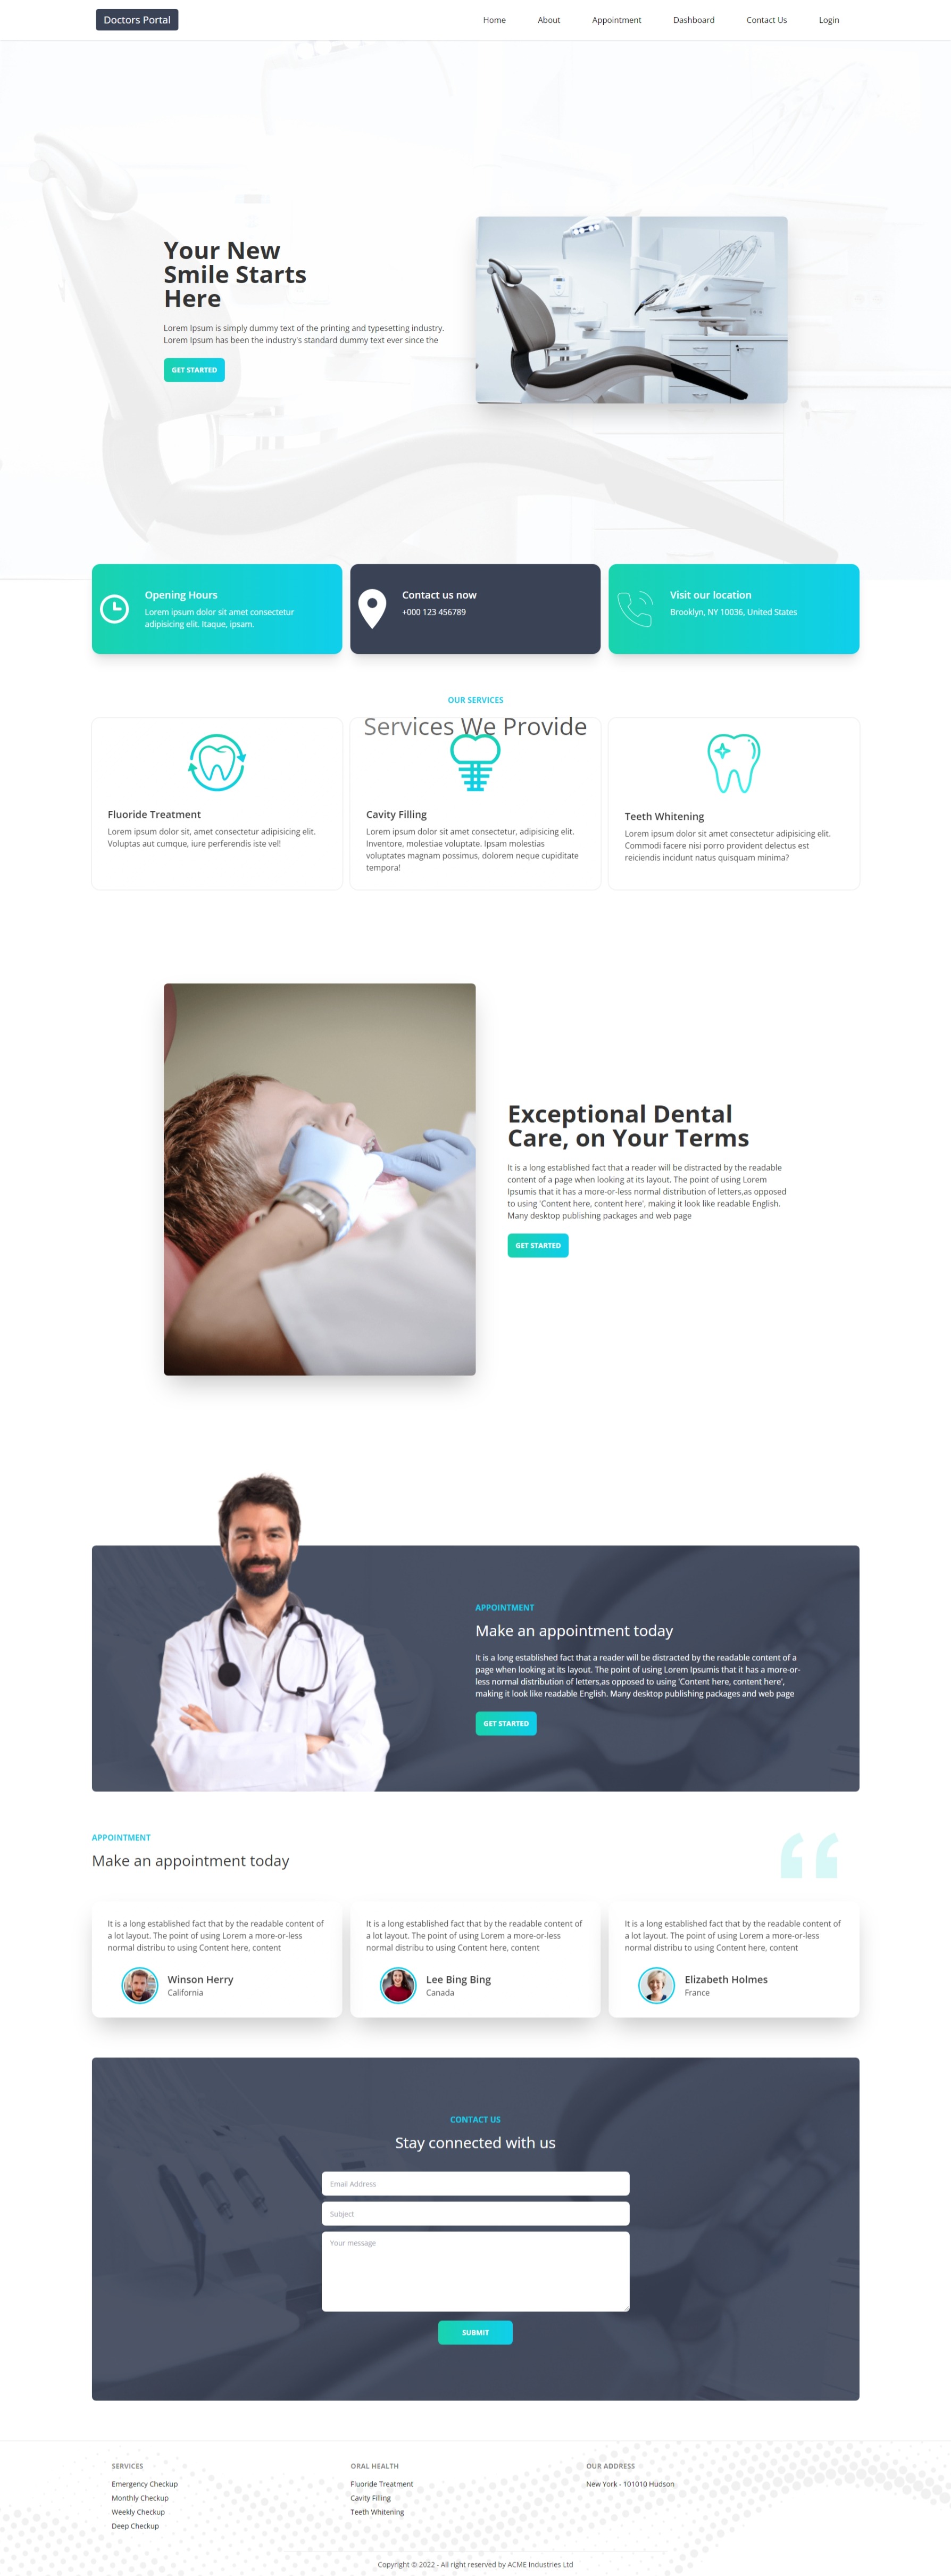 Doctors Portal
Home
About
Appointment
Dashboard
Contact Us
Login
Your New
Smile Starts
Here
Lorem Ipsum is simply dummy text of the printing and typesetting industry.
Lorem Ipsum has been the industry's standard dummy text ever since the
GET STARTED
Opening Hours
Lorem ipsum dolor sit amet consectetur
adipisicing elit. Itaque, ipsam.
Contact us now
+000 123 456789
Visit our location
Brooklyn, NY 10036, United States
OUR SERVICES
Services We Provide
Fluoride Treatment
Lorem ipsum dolor sit, amet consectetur adipisicing elit.
Voluptas aut cumque, iure perferendis iste vel!
Cavity Filling
Lorem ipsum dolor sit amet consectetur, adipisicing elit.
Inventore, molestiae voluptate. Ipsam molestias
voluptates magnam possimus, dolorem neque cupiditate
tempora!
Teeth Whitening
Lorem ipsum dolor sit amet consectetur adipisicing elit.
Commodi facere nisi porro provident delectus est
reiciendis incidunt natus quisquam minima?
Exceptional Dental
Care, on Your Terms
It is a long established fact that a reader will be distracted by the readable
content of a page when looking at its layout. The point of using Lorem
Ipsumis that it has a more-or-less normal distribution of letters,as opposed
to using 'Content here, content here', making it look like readable English.
Many desktop publishing packages and web page
GET STARTED
APPOINTMENT
Make an appointment today
It is a long established fact that a reader will be distracted by the readable content of a
page when looking at its layout. The point of using Lorem Ipsumis that it has a more-or-
less normal distribution of letters,as opposed to using 'Content here, content here',
making it look like readable English. Many desktop publishing packages and web page
GET STARTED
APPOINTMENT
Make an appointment today
It is a long established fact that by the readable content of
a lot layout. The point of using Lorem a more-or-less
normal distribu to using Content here, content
Winson Herry
California
It is a long established fact that by the readable content of
a lot layout. The point of using Lorem a more-or-less
normal distribu to using Content here, content
Lee Bing Bing
Canada
It is a long established fact that by the readable content of
a lot layout. The point of using Lorem a more-or-less
normal distribu to using Content here, content
Elizabeth Holmes
France
CONTACT US
Stay connected with us
Email Address
Subject
Your message
SUBMIT
SERVICES
Emergency Checkup
Monthly Checkup
Weekly Checkup
Deep Checkup
ORAL HEALTH
Fluoride Treatment
Cavity Filling
Teeth Whitening
OUR ADDRESS
New York - 101010 Hudson
Copyright © 2022 - All right reserved by ACME Industries Ltd